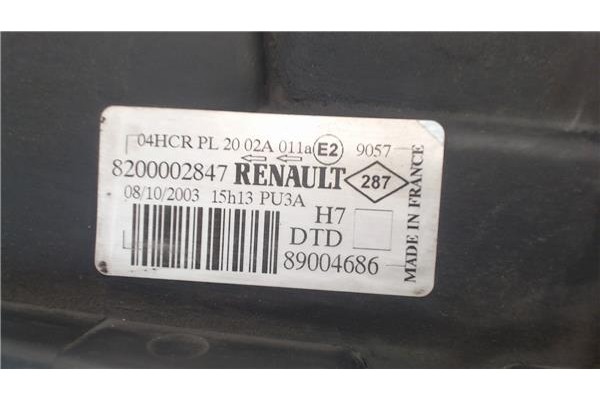 04HCR PL 20 02A 011a E2 9057
8200002847 RENAULT 287
08/10/2003 15h13 PU3A
H7
DTD
89004686
MADE IN FRANCE